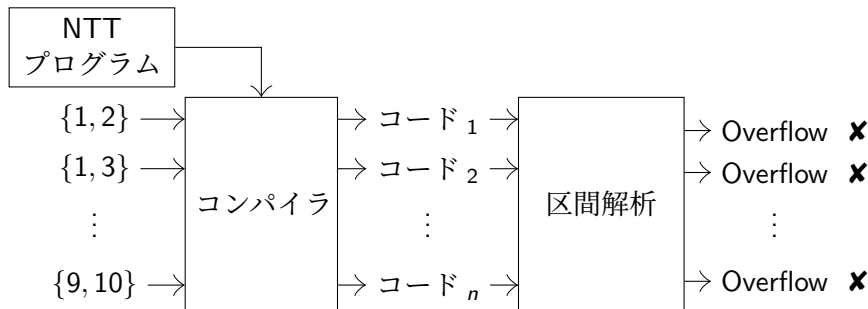 NTT
プログラム
{1, 2} コード 1 Overflow ✘
{1, 3} コード 2 Overflow ✘
コンパイラ 区間解析
⋮ ⋮ ⋮
{9, 10} コード n Overflow ✘